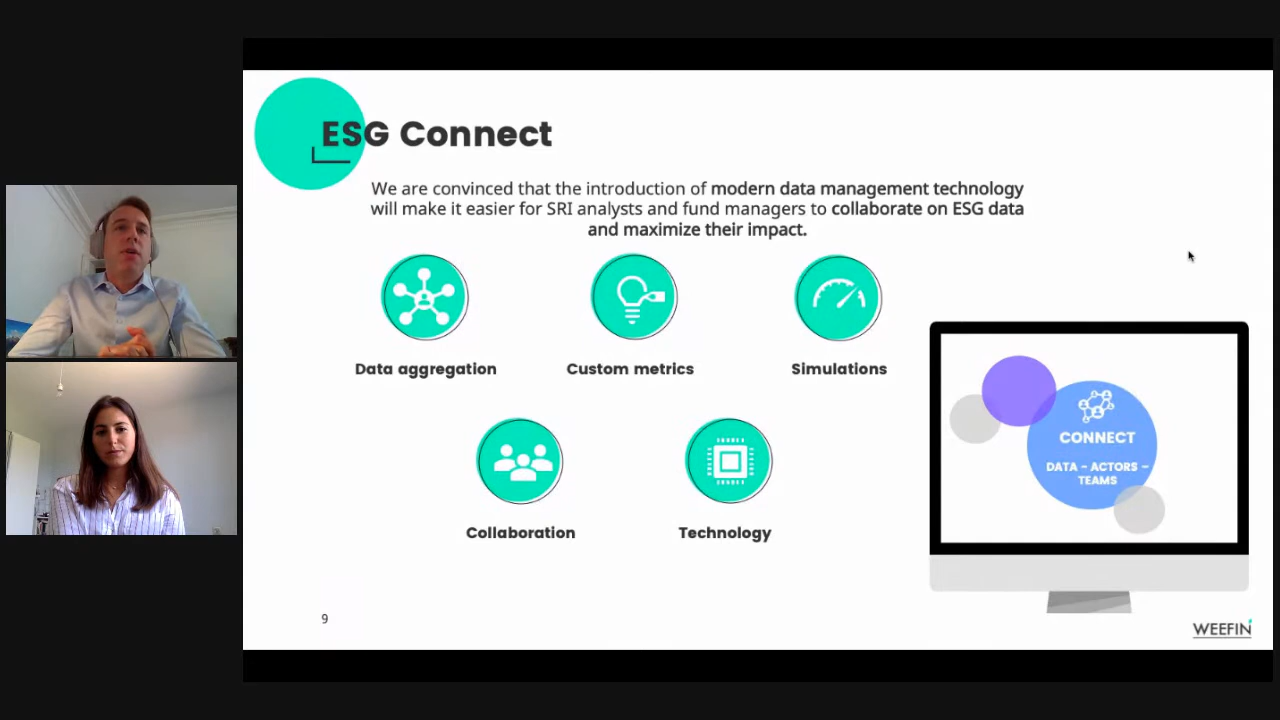 ESG Connect
We are convinced that the introduction of modern data management technology
will make it easier for SRI analysts and fund managers to collaborate on ESG data
and maximize their impact.
Data aggregation
Custom metrics
Simulations
Collaboration
Technology
CONNECT
DATA - ACTORS -
TEAMS
9
WEEFIN